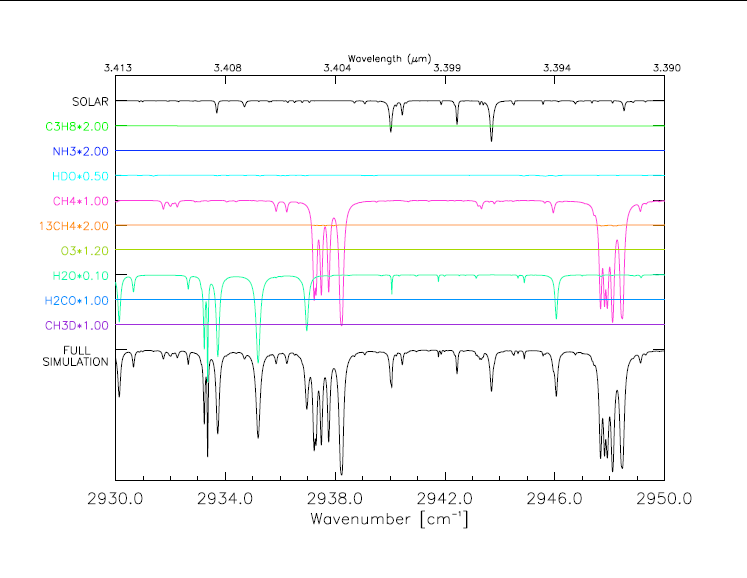 Wavelength (μm)
3.413 3.408 3.404 3.399 3.394 3.390
SOLAR
C3H8*2.00
NH3*2.00
HDO*0.50
CH4*1.00
13CH4*2.00
O3*1.20
H2O*0.10
H2CO*1.00
CH3D*1.00
FULL
SIMULATION
2930.0 2934.0 2938.0 2942.0 2946.0 2950.0
Wavenumber [cm⁻¹]